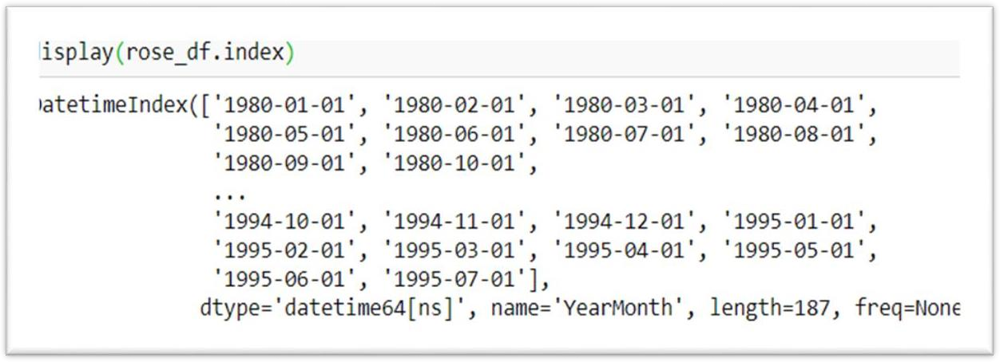 isplay(rose_df.index)
atetimeIndex(['1980-01-01', '1980-02-01', '1980-03-01', '1980-04-01',
'1980-05-01', '1980-06-01', '1980-07-01', '1980-08-01',
'1980-09-01', '1980-10-01',
...
'1994-10-01', '1994-11-01', '1994-12-01', '1995-01-01',
'1995-02-01', '1995-03-01', '1995-04-01', '1995-05-01',
'1995-06-01', '1995-07-01'],
dtype='datetime64[ns]', name='YearMonth', length=187, freq=None